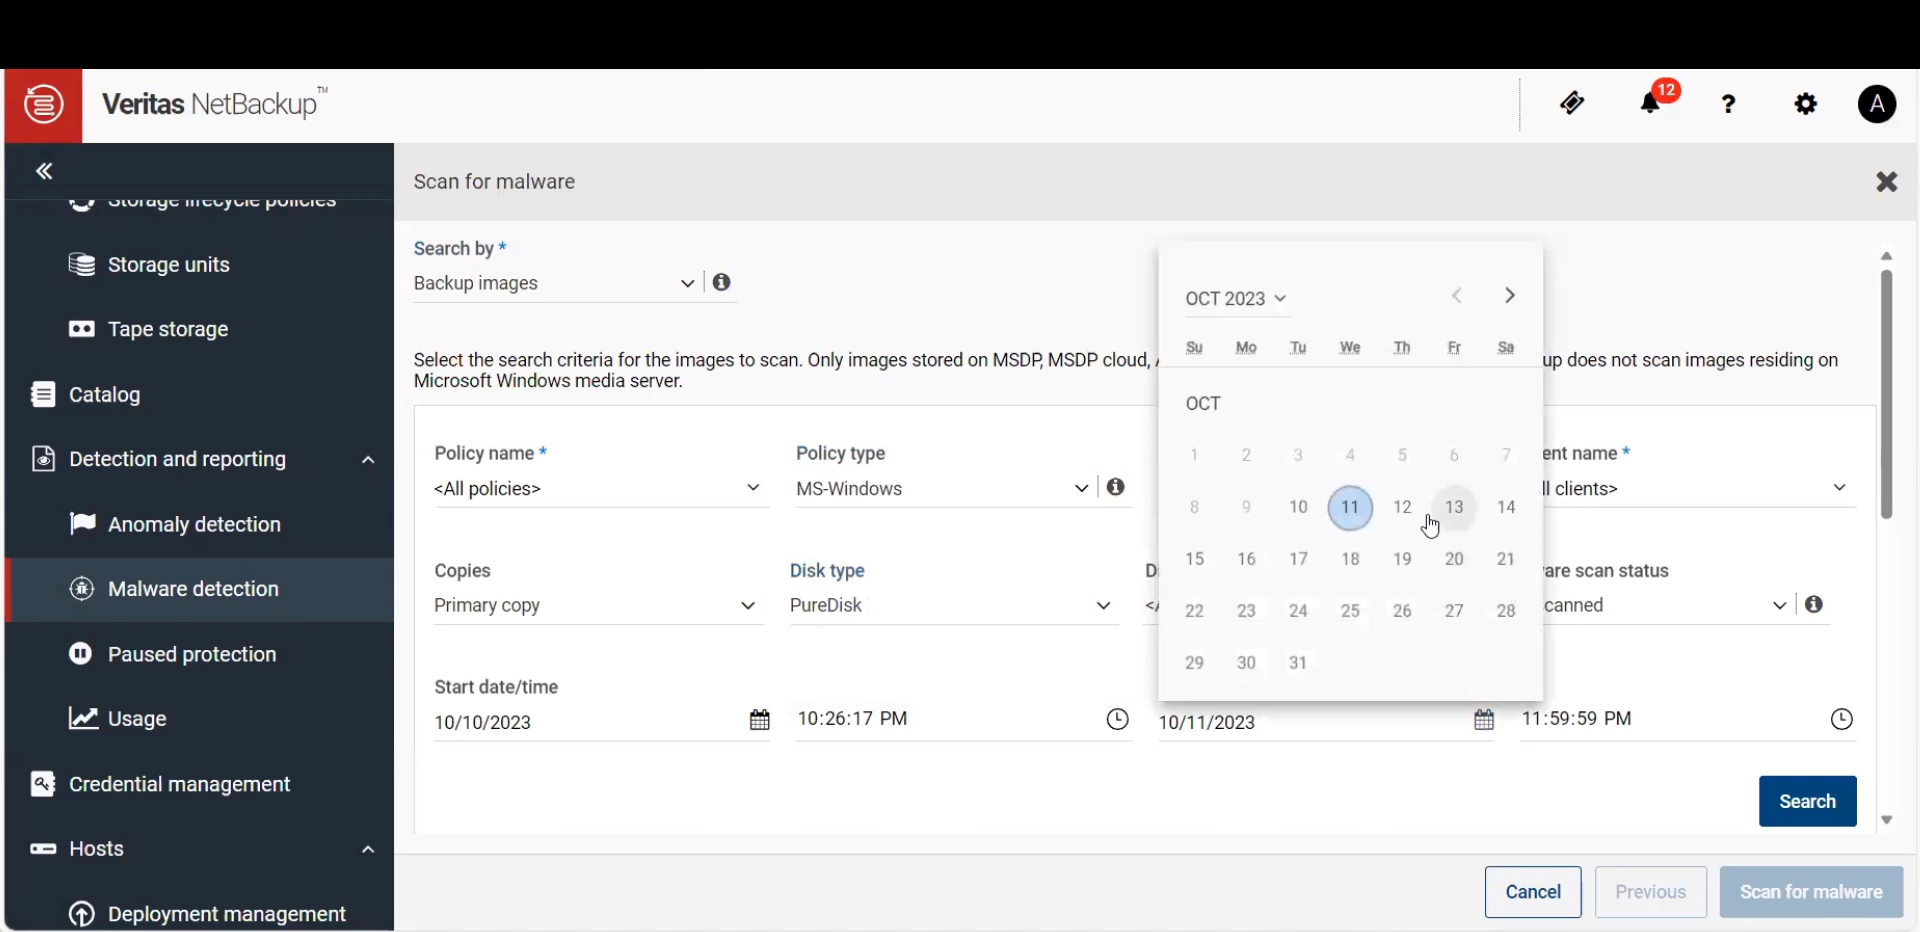 Veritas NetBackup™
12
?
A
Storage lifecycle policies
Storage units
Tape storage
Catalog
Detection and reporting
Anomaly detection
Malware detection
Paused protection
Usage
Credential management
Hosts
Deployment management
Scan for malware
Search by *
Backup images
Select the search criteria for the images to scan. Only images stored on MSDP, MSDP cloud, up does not scan images residing on
Microsoft Windows media server.
Policy name *
<All policies>
Policy type
MS-Windows
ent name *
ll clients>
Copies
Primary copy
Disk type
PureDisk
are scan status
canned
Start date/time
10/10/2023
10:26:17 PM
10/11/2023
11:59:59 PM
OCT 2023
Su Mo Tu We Th Fr Sa
OCT
1 2 3 4 5 6 7
8 9 10 11 12 13 14
15 16 17 18 19 20 21
22 23 24 25 26 27 28
29 30 31
Search
Cancel
Previous
Scan for malware